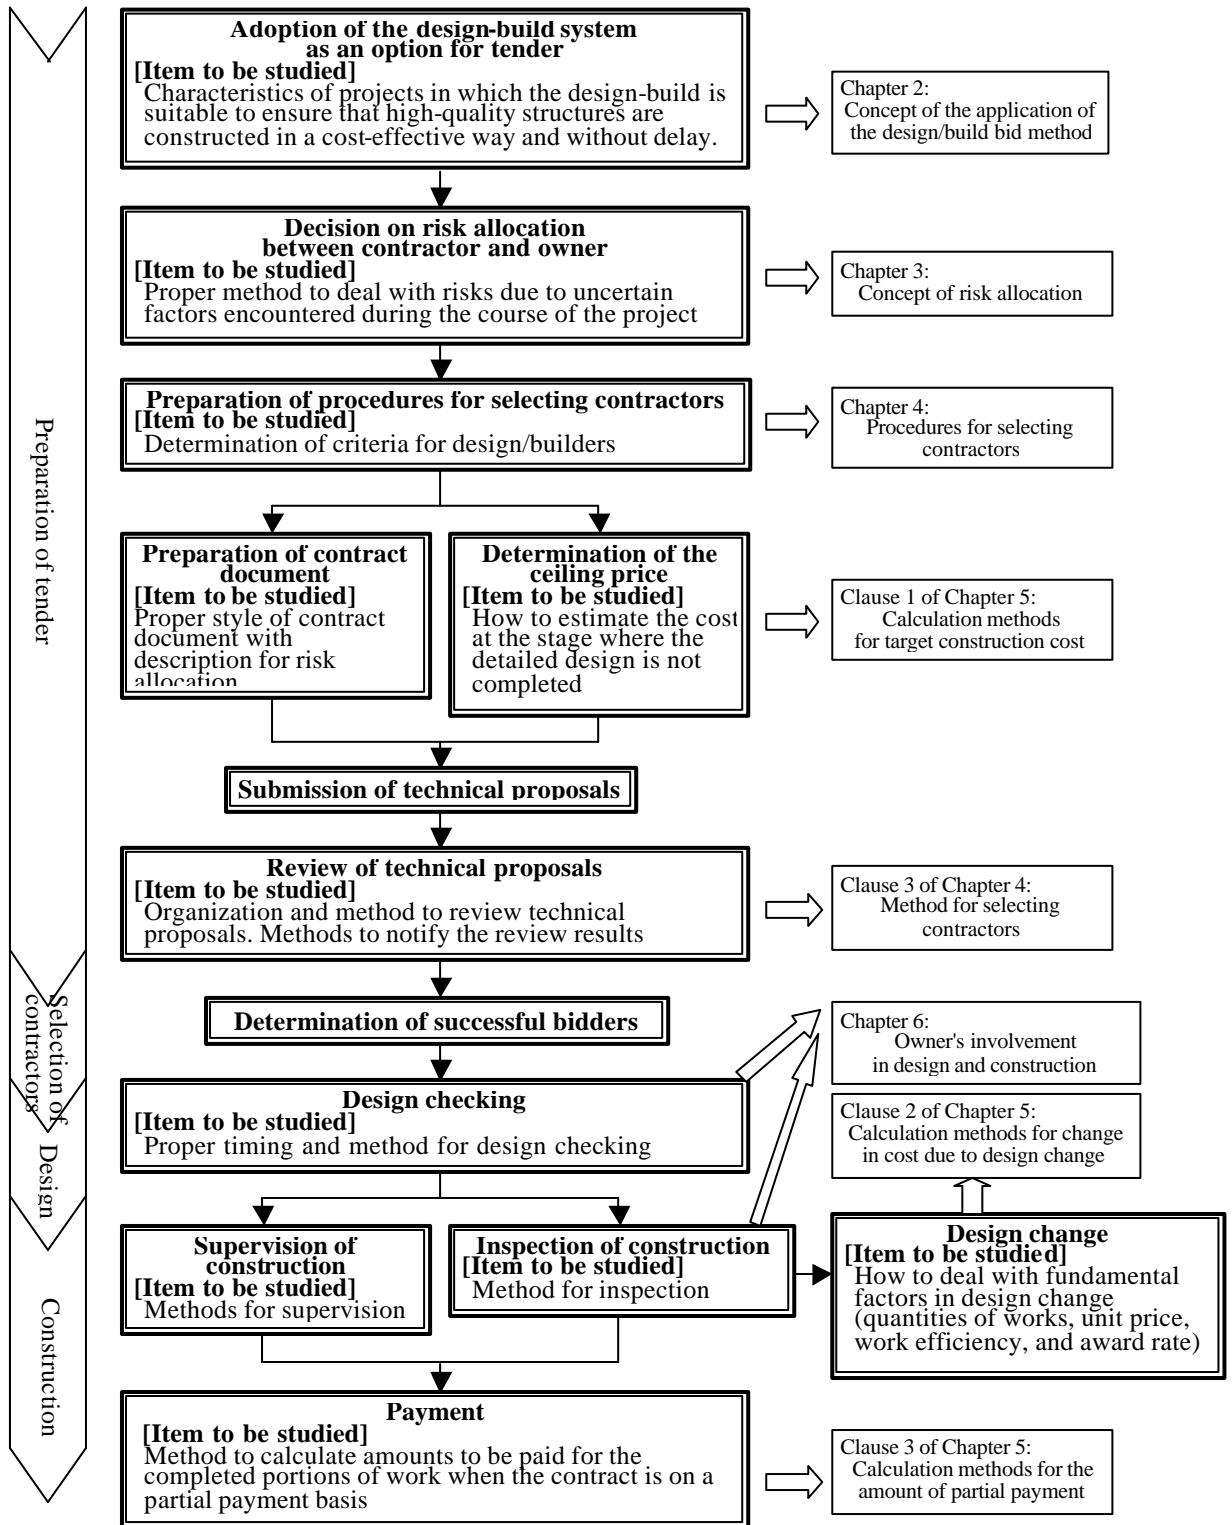 Adoption of the design-build system
as an option for tender
[Item to be studied]
Characteristics of projects in which the design-build is
suitable to ensure that high-quality structures are
constructed in a cost-effective way and without delay.
Chapter 2:
Concept of the application of
the design/build bid method
Decision on risk allocation
between contractor and owner
[Item to be studied]
Proper method to deal with risks due to uncertain
factors encountered during the course of the project
Chapter 3:
Concept of risk allocation
Preparation of procedures for selecting contractors
[Item to be studied]
Determination of criteria for design/builders
Chapter 4:
Procedures for selecting
contractors
Preparation of tender
Preparation of contract
document
[Item to be studied]
Proper style of contract
document with
description for risk
allocation
Determination of the
ceiling price
[Item to be studied]
How to estimate the cost
at the stage where the
detailed design is not
completed
Clause 1 of Chapter 5:
Calculation methods
for target construction cost
Submission of technical proposals
Review of technical proposals
[Item to be studied]
Organization and method to review technical
proposals. Methods to notify the review results
Clause 3 of Chapter 4:
Method for selecting
contractors
Selection of
contractors
Determination of successful bidders
Chapter 6:
Owner's involvement
in design and construction
Design checking
[Item to be studied]
Proper timing and method for design checking
Clause 2 of Chapter 5:
Calculation methods for change
in cost due to design change
Design
Supervision of
construction
[Item to be studied]
Methods for supervision
Inspection of construction
[Item to be studied]
Method for inspection
Design change
[Item to be studied]
How to deal with fundamental
factors in design change
(quantities of works, unit price,
work efficiency, and award rate)
Construction
Payment
[Item to be studied]
Method to calculate amounts to be paid for the
completed portions of work when the contract is on a
partial payment basis
Clause 3 of Chapter 5:
Calculation methods for the
amount of partial payment